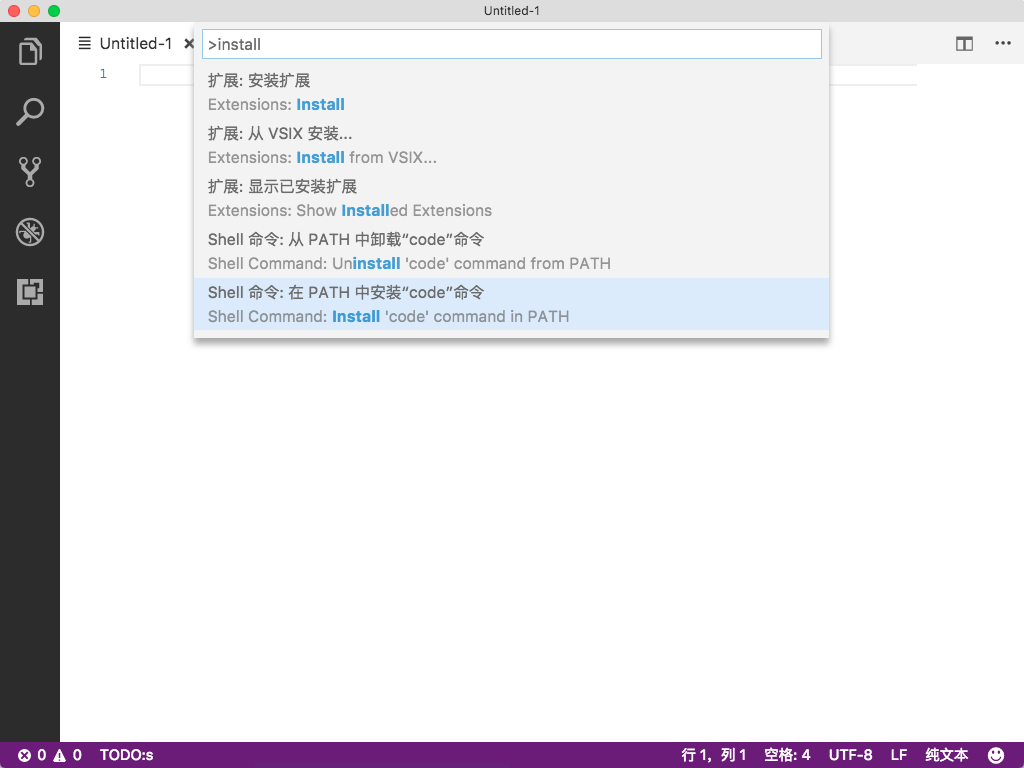 Untitled-1
Untitled-1
>install
1
扩展: 安装扩展
Extensions: Install
扩展: 从 VSIX 安装...
Extensions: Install from VSIX...
扩展: 显示已安装扩展
Extensions: Show Installed Extensions
Shell 命令: 从 PATH 中卸载“code”命令
Shell Command: Uninstall 'code' command from PATH
Shell 命令: 在 PATH 中安装“code”命令
Shell Command: Install 'code' command in PATH
0 0 TODO:s 行 1，列 1 空格: 4 UTF-8 LF 纯文本